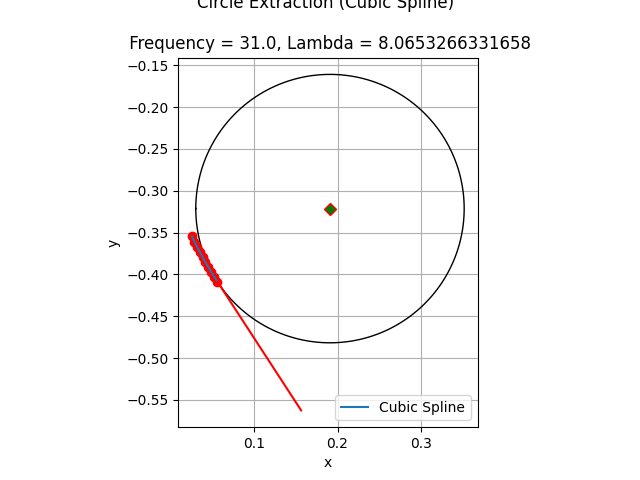 Circle Extraction (Cubic Spline)
Frequency = 31.0, Lambda = 8.0653266331658
−0.15
−0.20
−0.25
−0.30
−0.35
−0.40
−0.45
−0.50
−0.55
y
Cubic Spline
0.1 0.2 0.3
x